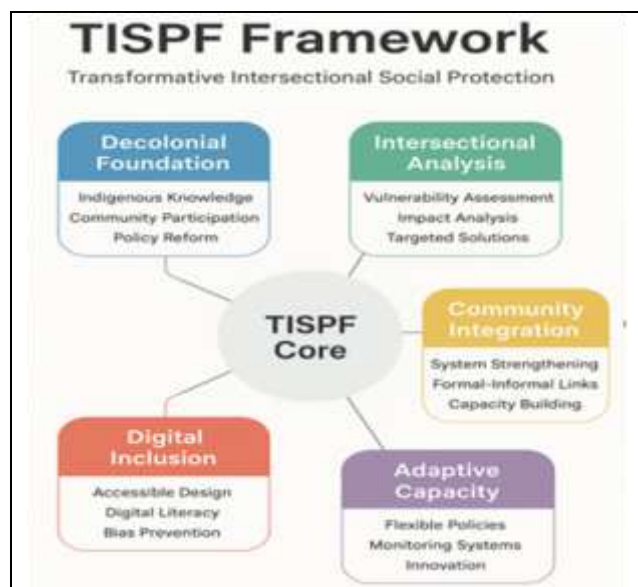 TISPF Framework
Transformative Intersectional Social Protection
Decolonial
Foundation
Indigenous Knowledge
Community Participation
Policy Reform
Intersectional
Analysis
Vulnerability Assessment
Impact Analysis
Targeted Solutions
TISPF
Core
Community
Integration
System Strengthening
Formal-Informal Links
Capacity Building
Digital
Inclusion
Accessible Design
Digital Literacy
Bias Prevention
Adaptive
Capacity
Flexible Policies
Monitoring Systems
Innovation